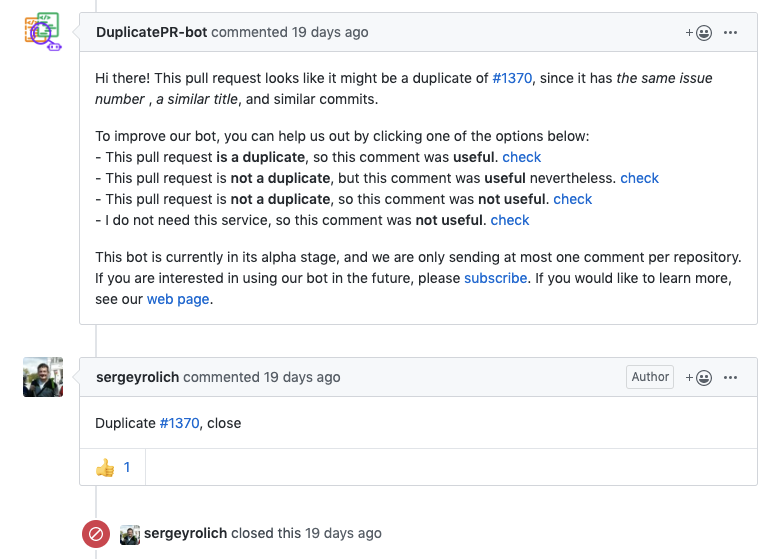 DuplicatePR-bot commented 19 days ago
Hi there! This pull request looks like it might be a duplicate of #1370, since it has the same issue
number , a similar title, and similar commits.
To improve our bot, you can help us out by clicking one of the options below:
- This pull request is a duplicate, so this comment was useful. check
- This pull request is not a duplicate, but this comment was useful nevertheless. check
- This pull request is not a duplicate, so this comment was not useful. check
- I do not need this service, so this comment was not useful. check
This bot is currently in its alpha stage, and we are only sending at most one comment per repository.
If you are interested in using our bot in the future, please subscribe. If you would like to learn more,
see our web page.
sergeyrolich commented 19 days ago Author
Duplicate #1370, close
1
sergeyrolich closed this 19 days ago